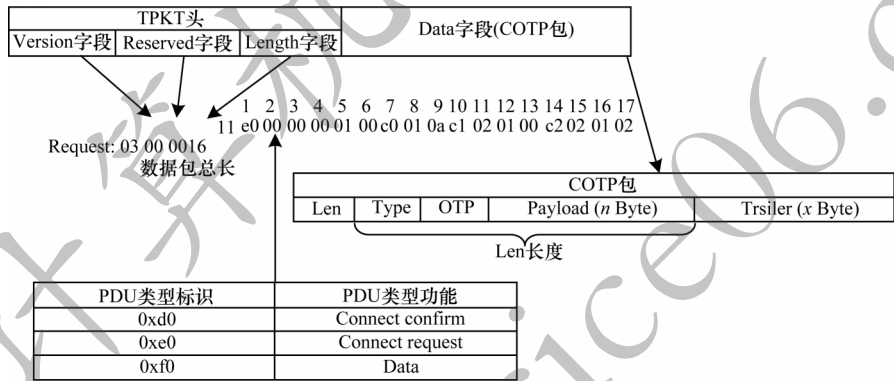 TPKT头
Version字段 Reserved字段 Length字段 Data字段(COTP包)
1 2 3 4 5 6 7 8 9 10 11 12 13 14 15 16 17
11 e0 00 00 00 01 00 c0 01 0a c1 02 01 00 c2 02 01 02
Request: 03 00 0016
数据包总长
COTP包
Len Type OTP Payload (n Byte) Trsiler (x Byte)
Len长度
PDU类型标识 PDU类型功能
0xd0 Connect confirm
0xe0 Connect request
0xf0 Data